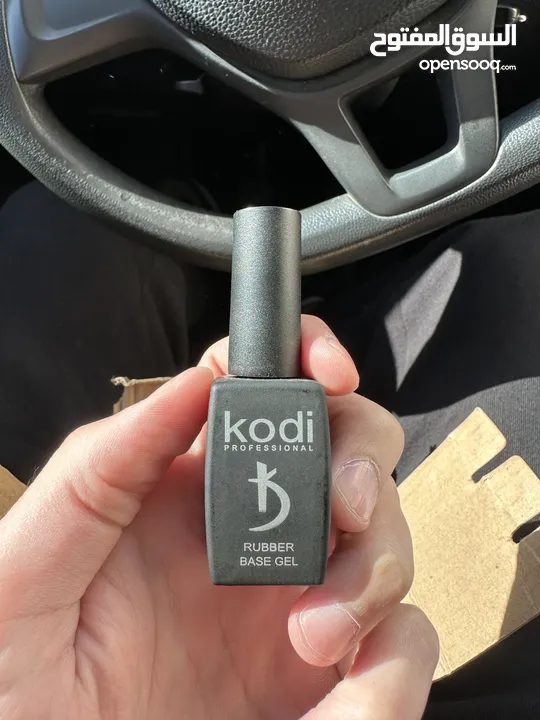 السوق المفتوح
opensooq.com
kodi
PROFESSIONAL
RUBBER
BASE GEL